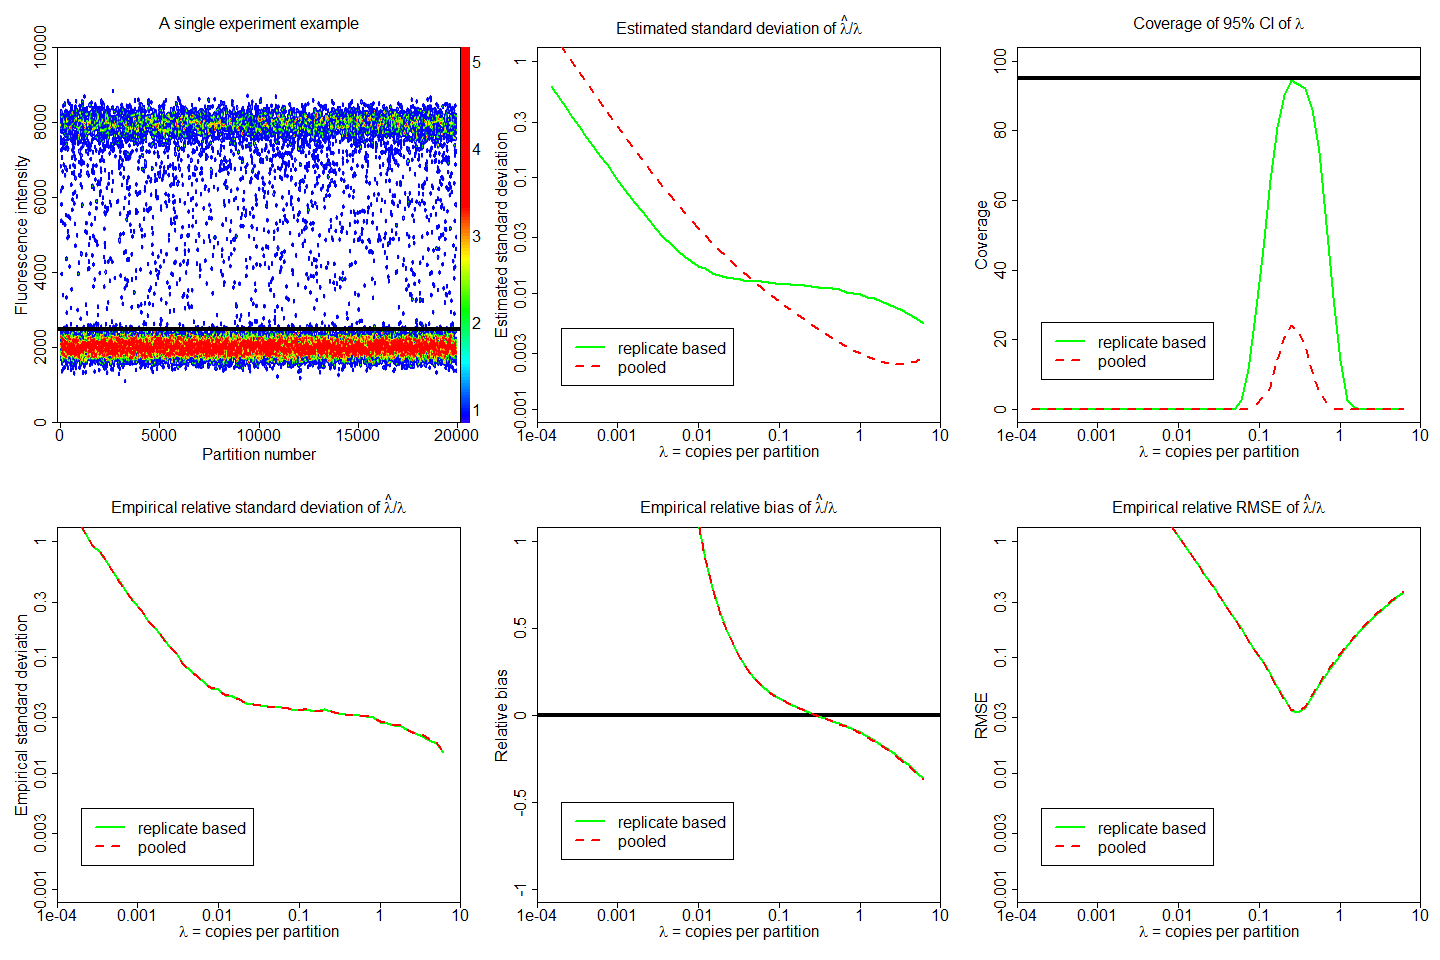 A single experiment example
Fluorescence intensity
0
2000
4000
6000
8000
10000
1
2
3
4
5
0
5000
10000
15000
20000
Partition number
Estimated standard deviation of λ̂/λ
Estimated standard deviation
0.001
0.003
0.01
0.03
0.1
0.3
1
replicate based
pooled
1e-04
0.001
0.01
0.1
1
10
λ = copies per partition
Coverage of 95% CI of λ
Coverage
0
20
40
60
80
100
replicate based
pooled
1e-04
0.001
0.01
0.1
1
10
λ = copies per partition
Empirical relative standard deviation of λ̂/λ
Empirical standard deviation
0.001
0.003
0.01
0.03
0.1
0.3
1
replicate based
pooled
1e-04
0.001
0.01
0.1
1
10
λ = copies per partition
Empirical relative bias of λ̂/λ
Relative bias
-1
-0.5
0
0.5
1
replicate based
pooled
1e-04
0.001
0.01
0.1
1
10
λ = copies per partition
Empirical relative RMSE of λ̂/λ
RMSE
0.001
0.003
0.01
0.03
0.1
0.3
1
replicate based
pooled
1e-04
0.001
0.01
0.1
1
10
λ = copies per partition